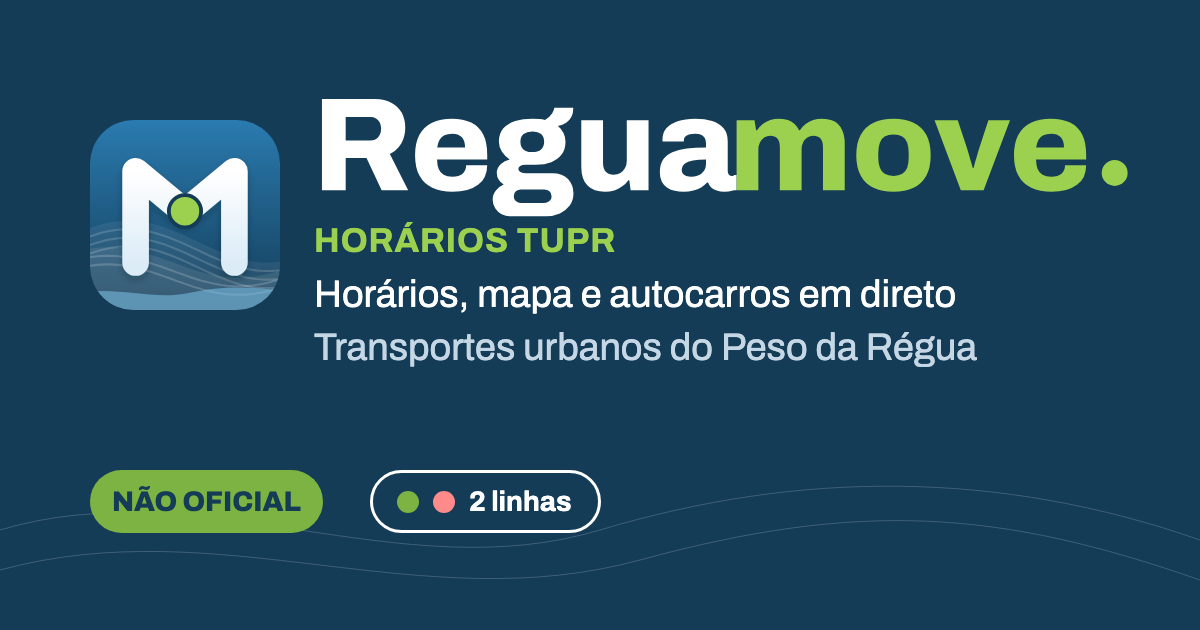 Reguamove.
HORÁRIOS TUPR
Horários, mapa e autocarros em direto
Transportes urbanos do Peso da Régua
NÃO OFICIAL
2 linhas